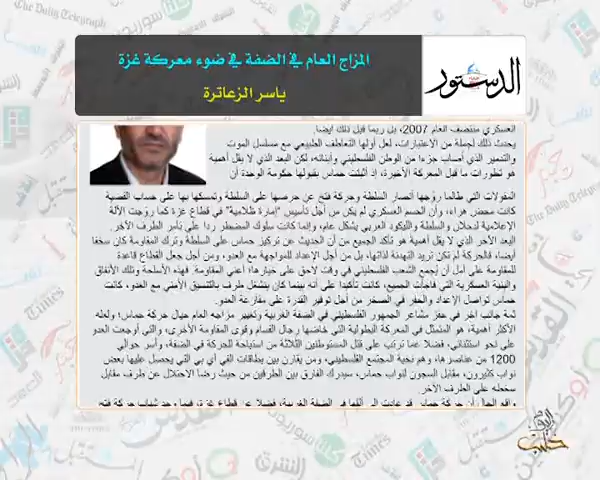 المزاج العام في الضفة في ضوء معركة غزة
ياسر الزعاترة
الدستور
العسكري منتصف العام 2007، بل ربما قبل ذلك أيضا.
يحدث ذلك لجملة من الاعتبارات، لعل أولها التعاطف الطبيعي مع مسلسل الموت
والتدمير الذي أصاب جزءا من الوطن الفلسطيني وأبنائه، لكن البعد الذي لا يقل أهمية
هو تطورات ما قبل المعركة الأخيرة، إذ أثبتت حماس بقبولها حكومة الوحدة أن
المقولات التي طالما روّجها أنصار السلطة وحركة فتح عن حرصها على السلطة وتمسكها بها على حساب القضية
كانت محض هراء، وأن الحسم العسكري لم يكن من أجل تأسيس "إمارة ظلامية" في قطاع غزة كما روّجت الآلة
الإعلامية لدحلان والسلطة والليكود العربي بشكل عام، وإنما كانت سلوك المضطر ردا على تآمر الطرف الآخر.
البعد الآخر الذي لا يقل أهمية هو تأكد الجميع من أن الحديث عن تركيز حماس على السلطة وترك المقاومة كان سخفا
أيضا، فالحركة لم تكن تريد التهدئة لذاتها، بل من أجل الإعداد للمواجهة مع العدو، ومن أجل جعل القطاع قاعدة
للمقاومة على أمل أن يُجمع الشعب الفلسطيني في وقت لاحق على خيارها؛ أعني المقاومة. فهذه الأسلحة وتلك الأنفاق
والبنية العسكرية التي فاجأت الجميع، كانت تأكيدا على أنه بينما كان ينشغل طرف بالتنسيق الأمني مع العدو، كانت
حماس تواصل الإعداد والحفر في الصخر من أجل توفير القدرة على مقارعة العدو.
ثمة جانب آخر في حفز مشاعر الجمهور الفلسطيني في الضفة الغربية وتغيير مزاجه العام حيال حركة حماس؛ ولعله
الأكثر أهمية، هو المتمثل في المعركة البطولية التي خاضها رجال القسام وقوى المقاومة الأخرى، والتي أوجعت العدو
على نحو استثنائي، فضلا عما ترتب على قتل المستوطنين الثلاثة من استباحة للحركة في الضفة، وأسر حوالي
1200 من عناصرها، وهم نخبة المجتمع الفلسطيني، ومن يقارن بين بطاقات الفي آي بي التي يحصل عليها بعض
نواب كثيرون، مقابل السجون لنواب حماس، سيدرك الفارق بين الطرفين من حيث رضا الاحتلال عن طرف مقابل
سخطه على الطرف الآخر.